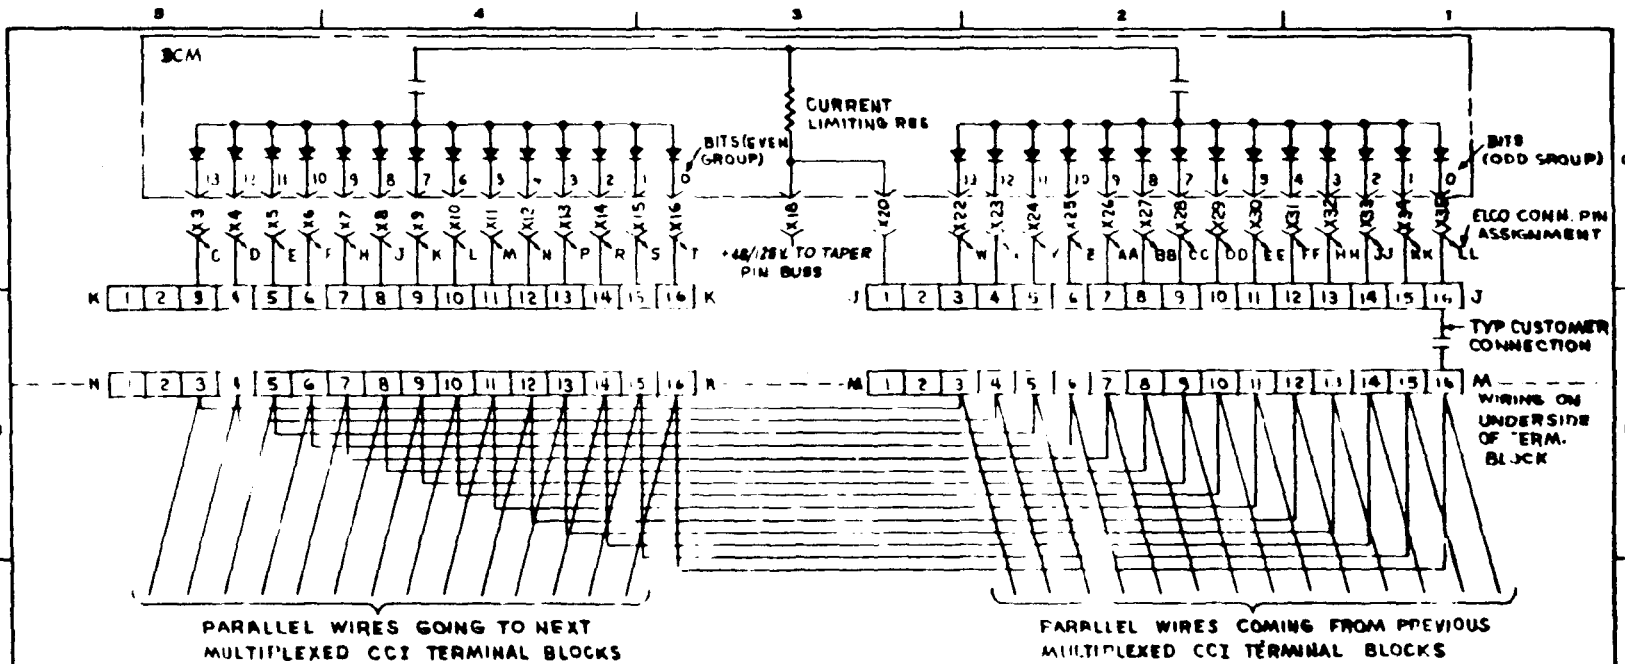 5 4 3 2 1
BCM
CURRENT
LIMITING RES
BITS (EVEN
GROUP)
BITS
(ODD GROUP)
13 12 11 10 9 8 7 6 5 4 3 2 1 0
13 12 11 10 9 8 7 6 5 4 3 2 1 0
X3 X4 X5 X6 X7 X8 X9 X10 X11 X12 X13 X14 X15 X16 X18 X20 X22 X23 X24 X25 X26 X27 X28 X29 X30 X31 X32 X33 X34 X35
ELCO CONN. PIN
ASSIGNMENT
C D E F H J K L M N P R S T
+48/125V TO TAPER
PIN BUSS
W Z AA BB CC DD EE FF HH JJ KK LL
K 1 2 3 4 5 6 7 8 9 10 11 12 13 14 15 16 K
J 1 2 3 4 5 6 7 8 9 10 11 12 13 14 15 16 J
TYP CUSTOMER
CONNECTION
N 1 2 3 4 5 6 7 8 9 10 11 12 13 14 15 16
M 1 2 3 4 5 6 7 8 9 10 11 12 13 14 15 16 M
WIRING ON
UNDERSIDE
OF TERM.
BLOCK
PARALLEL WIRES GOING TO NEXT
MULTIPLEXED CCI TERMINAL BLOCKS
PARALLEL WIRES COMING FROM PREVIOUS
MULTIPLEXED CCI TERMINAL BLOCKS